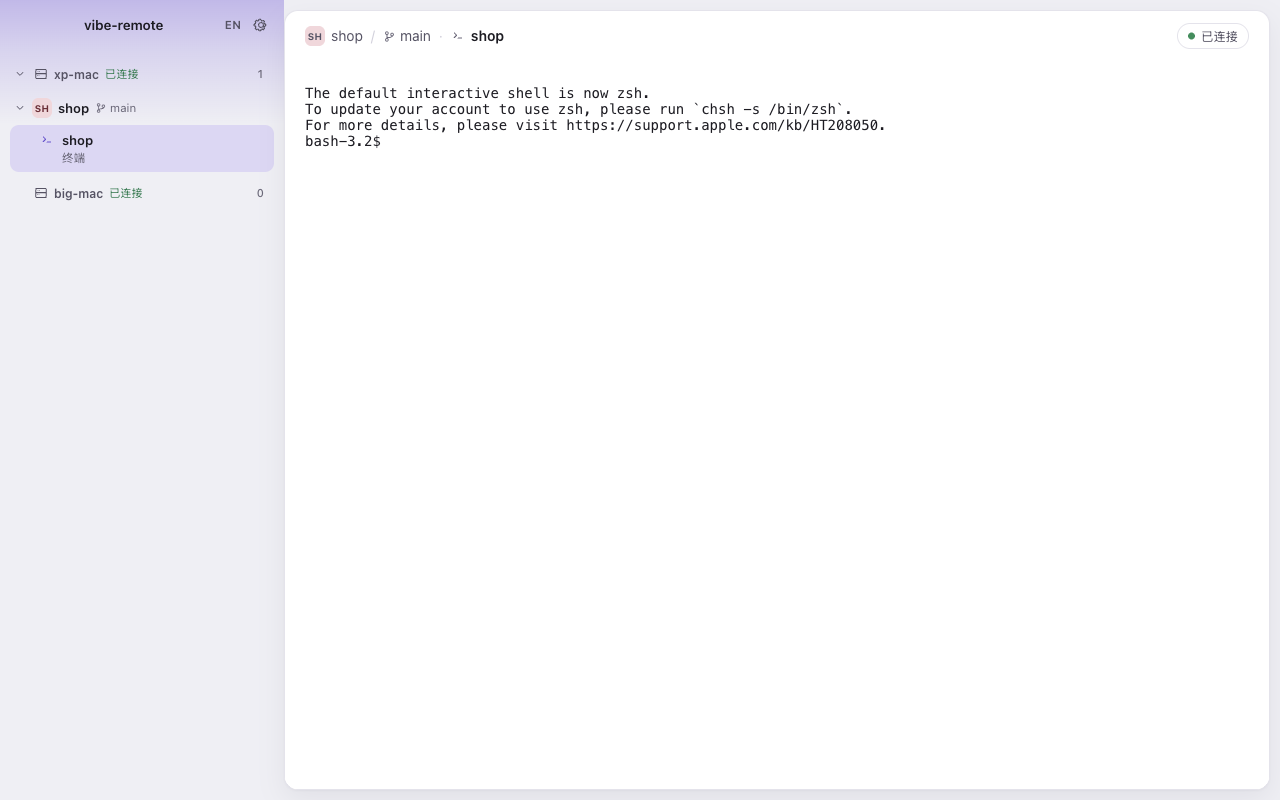 vibe-remote EN
xp-mac 已连接 1
SH shop main
shop
终端
big-mac 已连接 0
SH shop / main · shop 已连接
The default interactive shell is now zsh.
To update your account to use zsh, please run `chsh -s /bin/zsh`.
For more details, please visit https://support.apple.com/kb/HT208050.
bash-3.2$